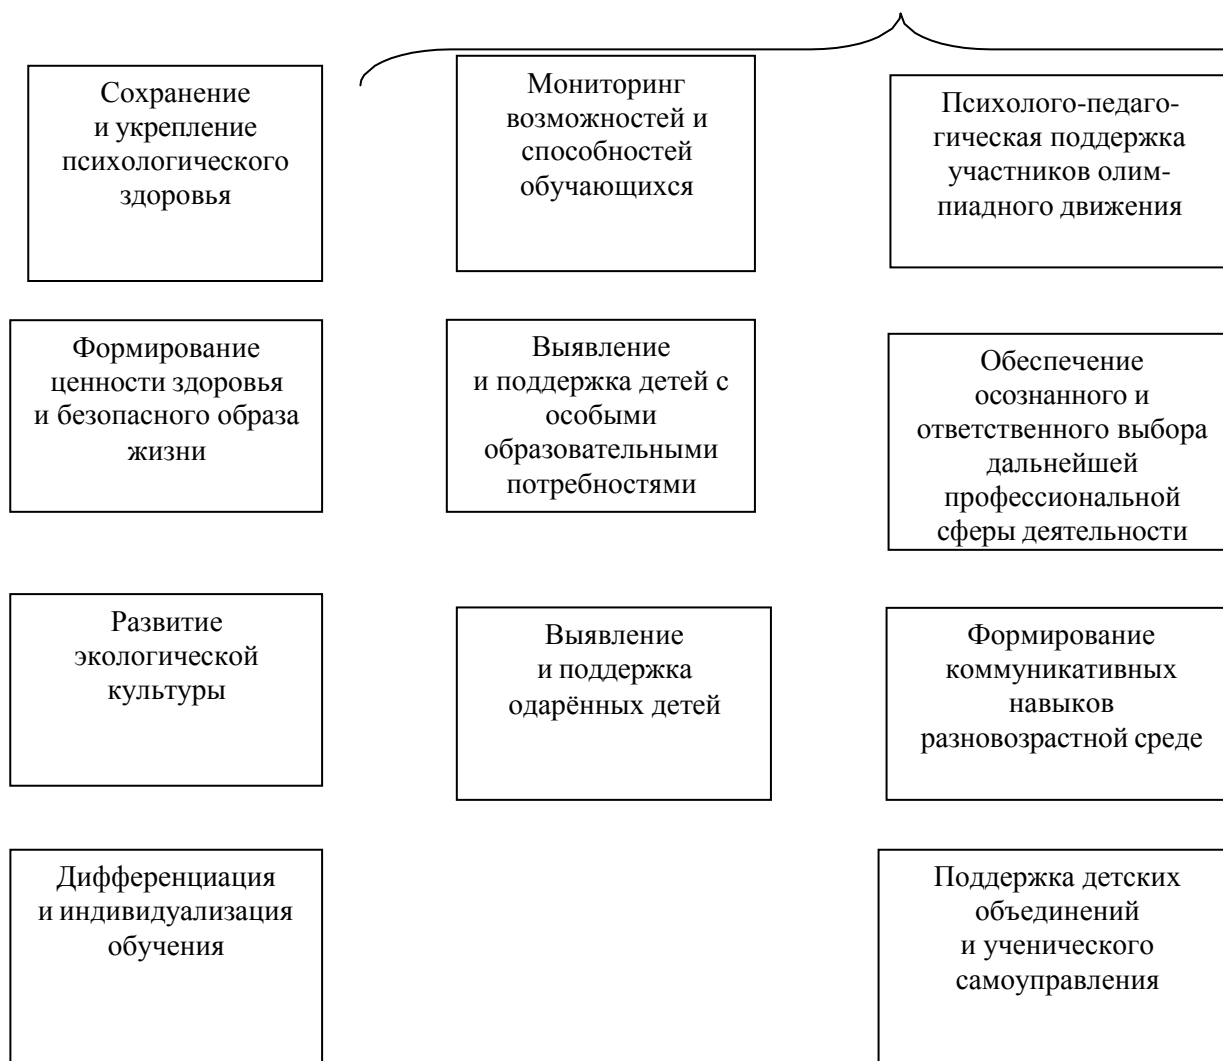 Сохранение
и укрепление
психологического
здоровья
Мониторинг
возможностей и
способностей
обучающихся
Психолого-педаго-
гическая поддержка
участников олим-
пиадного движения
Формирование
ценности здоровья
и безопасного образа
жизни
Выявление
и поддержка детей с
особыми
образовательными
потребностями
Обеспечение
осознанного и
ответственного выбора
дальнейшей
профессиональной
сферы деятельности
Развитие
экологической
культуры
Выявление
и поддержка
одарённых детей
Формирование
коммуникативных
навыков
разновозрастной среде
Дифференциация
и индивидуализация
обучения
Поддержка детских
объединений
и ученического
самоуправления